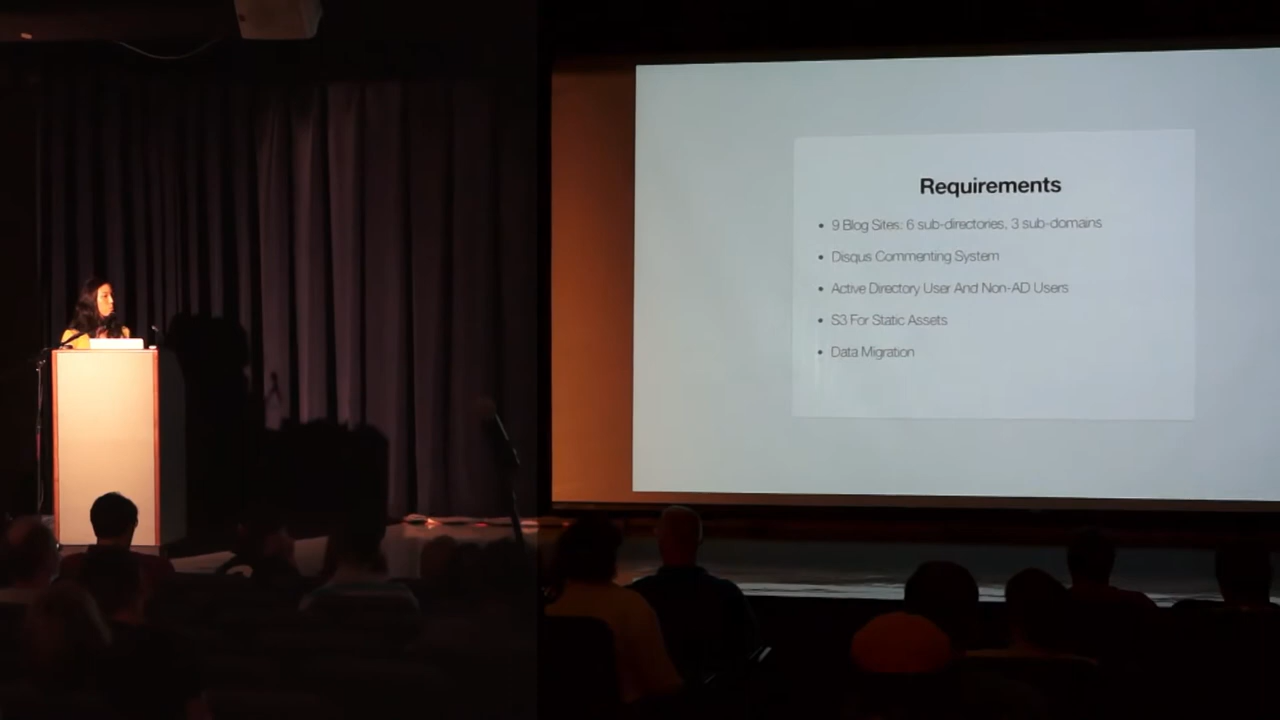 Requirements
• 9 Blog Sites: 6 sub-directories, 3 sub-domains
• Disqus Commenting System
• Active Directory User And Non-AD Users
• S3 For Static Assets
• Data Migration